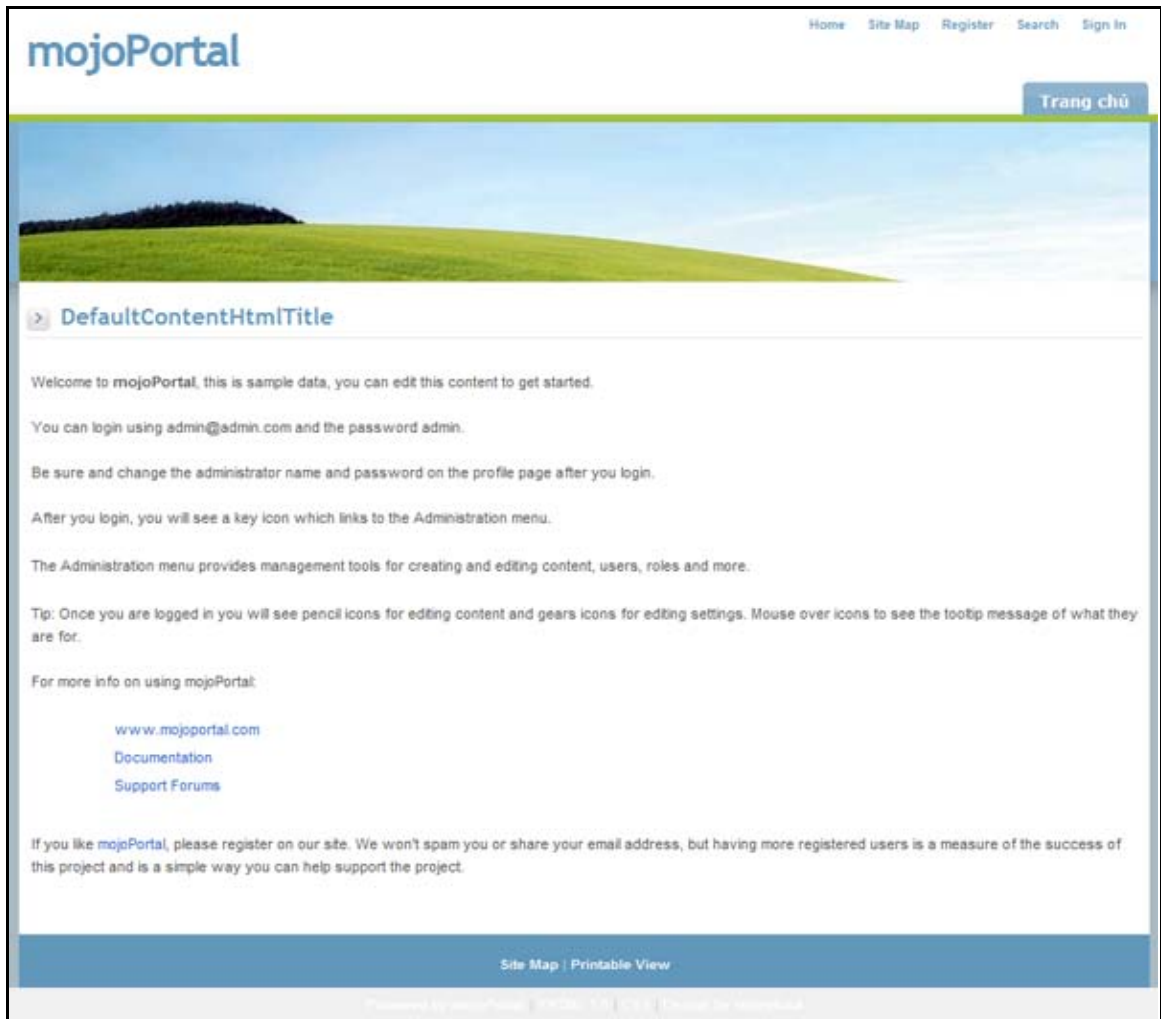 Home Site Map Register Search Sign In
mojoPortal
Trang chủ
DefaultContentHtmlTitle
Welcome to mojoPortal, this is sample data, you can edit this content to get started.
You can login using admin@admin.com and the password admin.
Be sure and change the administrator name and password on the profile page after you login.
After you login, you will see a key icon which links to the Administration menu.
The Administration menu provides management tools for creating and editing content, users, roles and more.
Tip: Once you are logged in you will see pencil icons for editing content and gears icons for editing settings. Mouse over icons to see the tooltip message of what they
are for.
For more info on using mojoPortal:
www.mojoportal.com
Documentation
Support Forums
If you like mojoPortal, please register on our site. We won't spam you or share your email address, but having more registered users is a measure of the success of
this project and is a simple way you can help support the project.
Site Map | Printable View